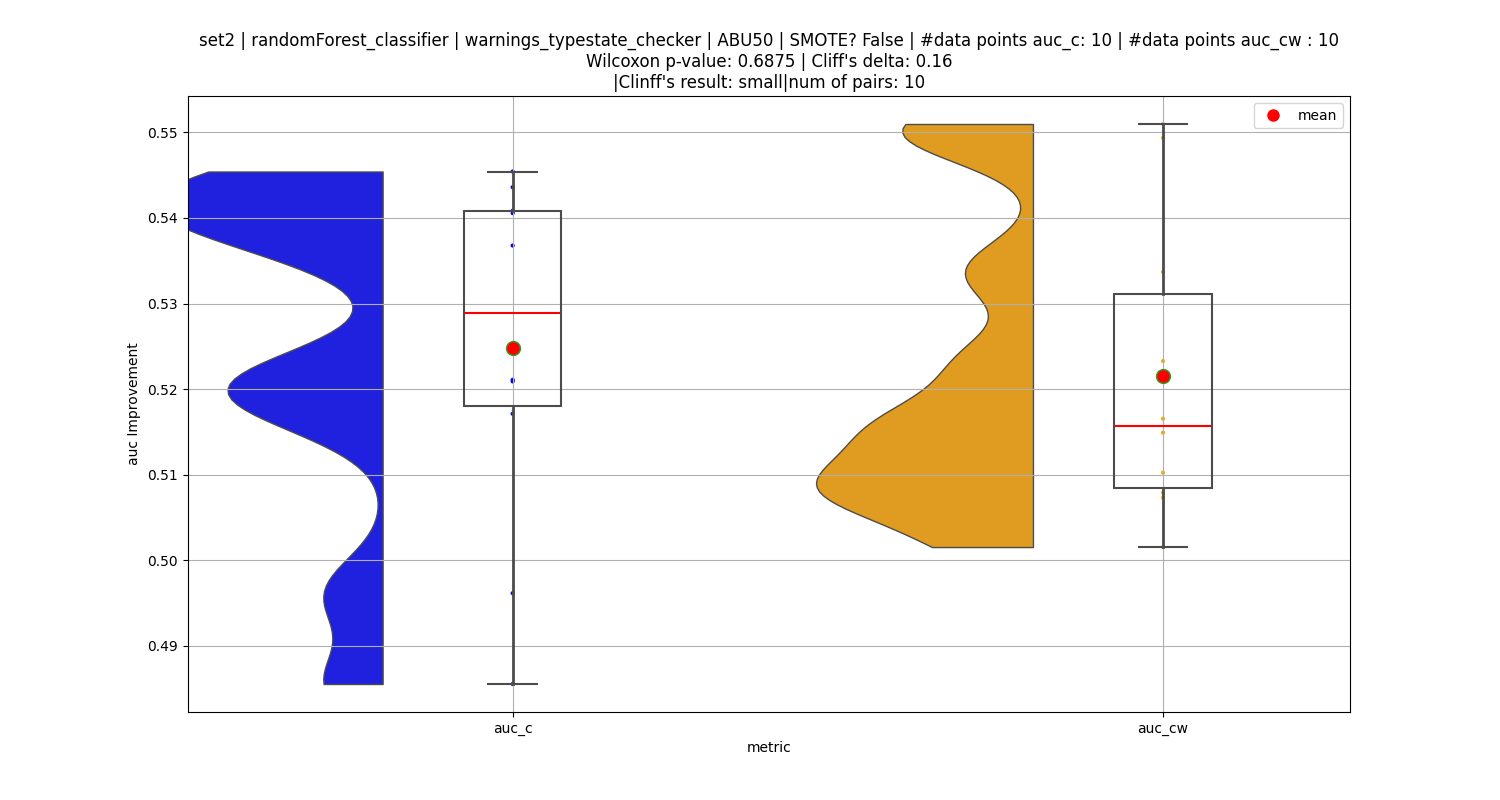 set2 | randomForest_classifier | warnings_typestate_checker | ABU50 | SMOTE? False | #data points auc_c: 10 | #data points auc_cw : 10
Wilcoxon p-value: 0.6875 | Cliff's delta: 0.16
|Clinff's result: small|num of pairs: 10
mean
0.55
0.54
0.53
0.52
0.51
0.50
0.49
auc Improvement
auc_c
auc_cw
metric